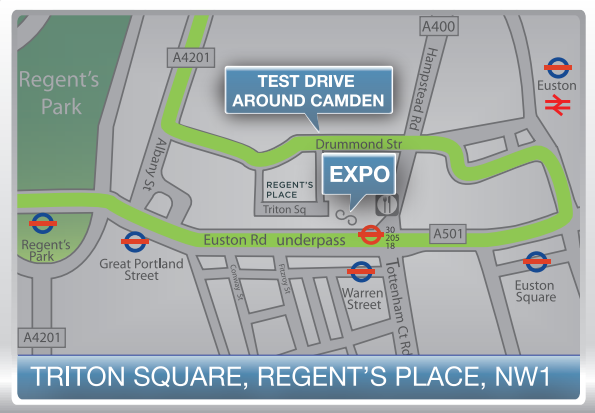 A400
A4201
Regent's
Park
TEST DRIVE
AROUND CAMDEN
Hampstead Rd
Euston
Albany St
Drummond Str
EXPO
REGENT'S
PLACE
Triton Sq
Regent's
Park
Great Portland
Street
Euston Rd underpass
30
205
18
A501
Conway St
Fitzroy St
Warren
Street
Tottenham Ct Rd
Euston
Square
A4201
TRITON SQUARE, REGENT'S PLACE, NW1